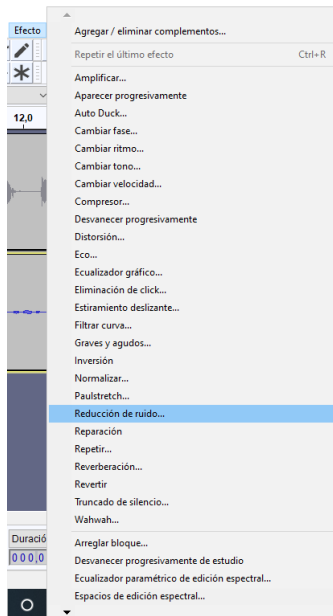 Efecto
Agregar / eliminar complementos...
Repetir el último efecto Ctrl+R
Amplificar...
Aparecer progresivamente
Auto Duck...
12,0
Cambiar fase...
Cambiar ritmo...
Cambiar tono...
Cambiar velocidad...
Compresor...
Desvanecer progresivamente
Distorsión...
Eco...
Ecualizador gráfico...
Eliminación de click...
Estiramiento deslizante...
Filtrar curva...
Graves y agudos...
Inversión
Normalizar...
Paulstretch...
Reducción de ruido...
Reparación
Repetir...
Reverberación...
Revertir
Truncado de silencio...
Wahwah...
Duració
Arreglar bloque...
000,0
Desvanecer progresivamente de estudio
Ecualizador paramétrico de edición espectral...
Espacios de edición espectral...